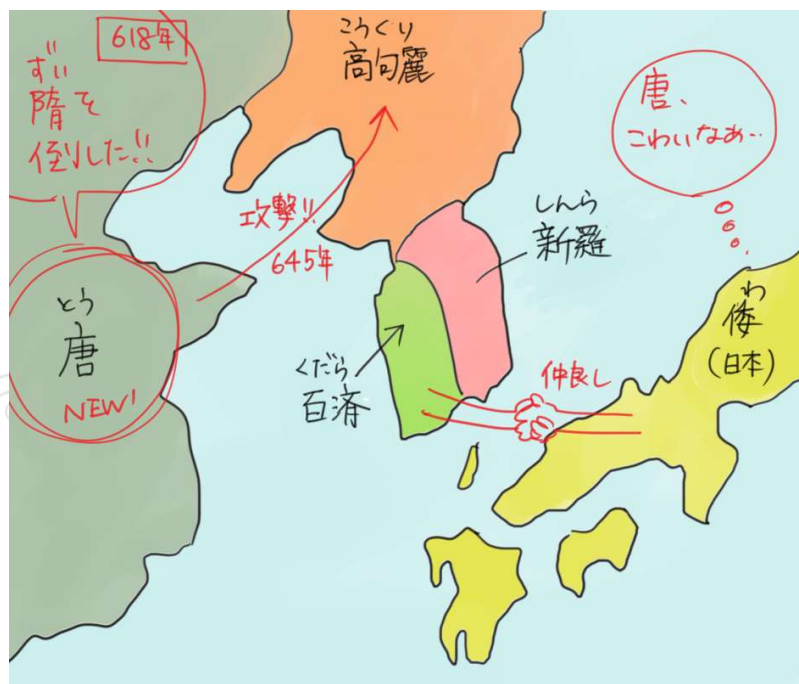 618年
ずい
隋を
倒した!!
とう
唐
NEW!
こうくり
高句麗
攻撃!!
645年
しんら
新羅
くだら
百済
仲良し
唐、
こわいなあ…
わ
倭
(日本)